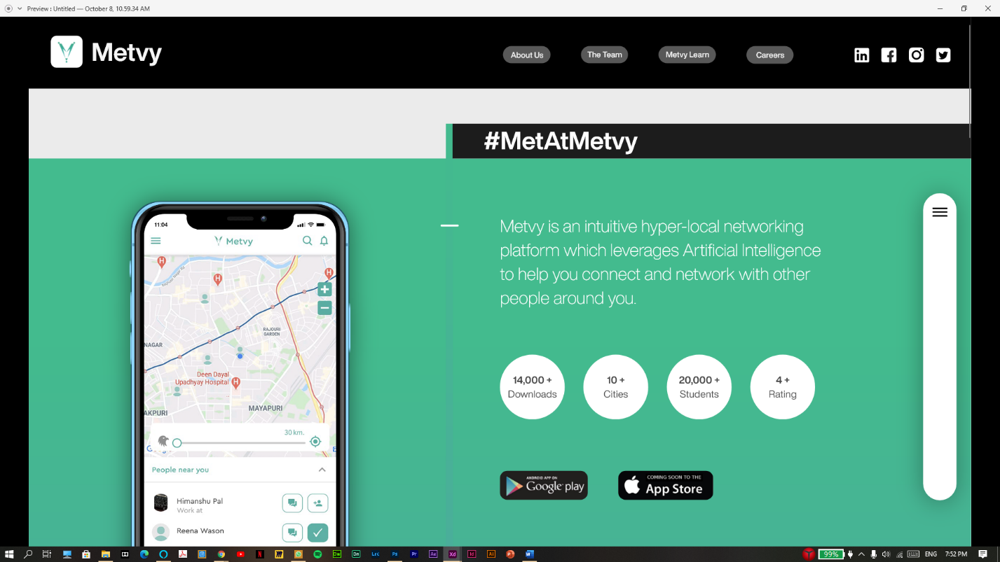 Preview : Untitled — October 8, 10.59.34 AM
Metvy
About Us
The Team
Metvy Learn
Careers
#MetAtMetvy
Metvy is an intuitive hyper-local networking
platform which leverages Artificial Intelligence
to help you connect and network with other
people around you.
14,000 +
Downloads
10 +
Cities
20,000 +
Students
4 +
Rating
ANDROID APP ON
Google play
COMING SOON TO THE
App Store
11:04
Metvy
RAJOURI
GARDEN
NAGAR
Deen Dayal
Upadhyay Hospital
MAYAPURI
AKPURI
30 km.
People near you
Himanshu Pal
Work at
Reena Wason
99%
ENG
7:52 PM